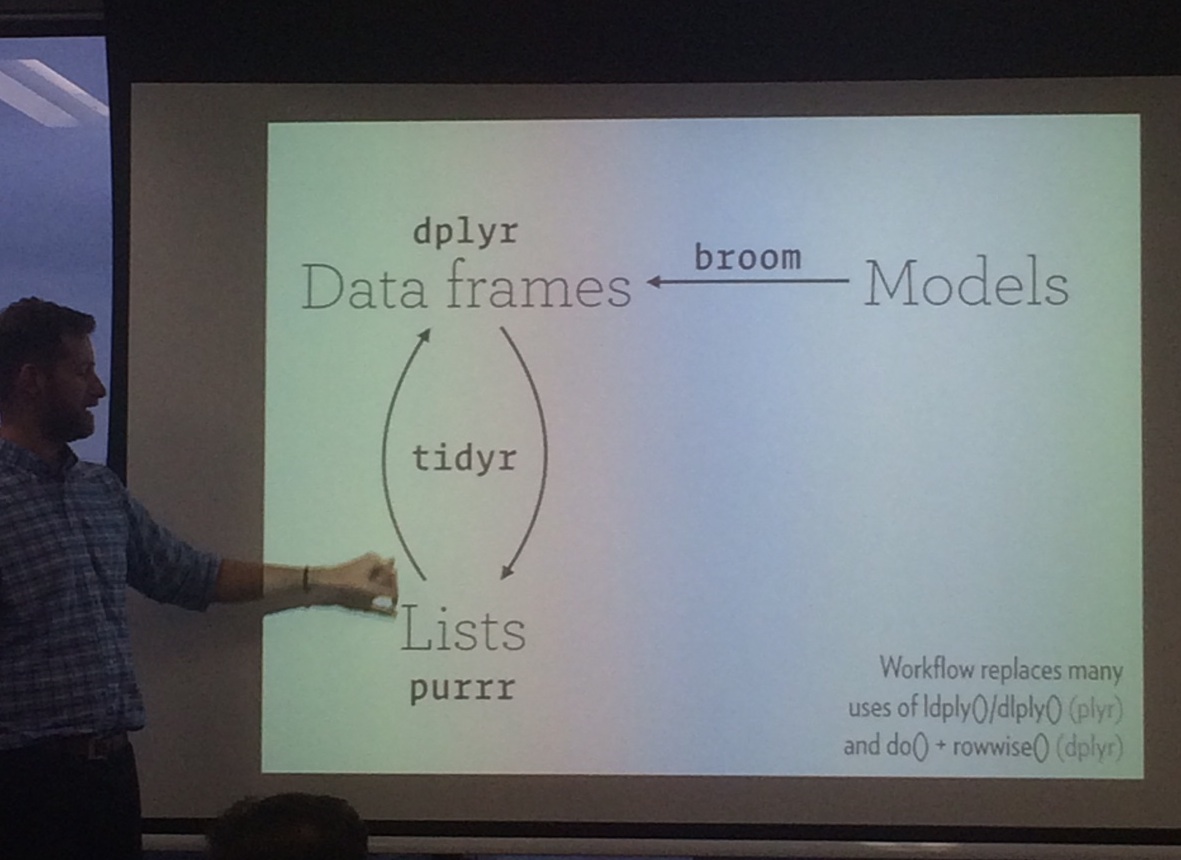 dplyr
Data frames
broom
Models
tidyr
Lists
purrr
Workflow replaces many
uses of ldply()/dlply() (plyr)
and do() + rowwise() (dplyr)